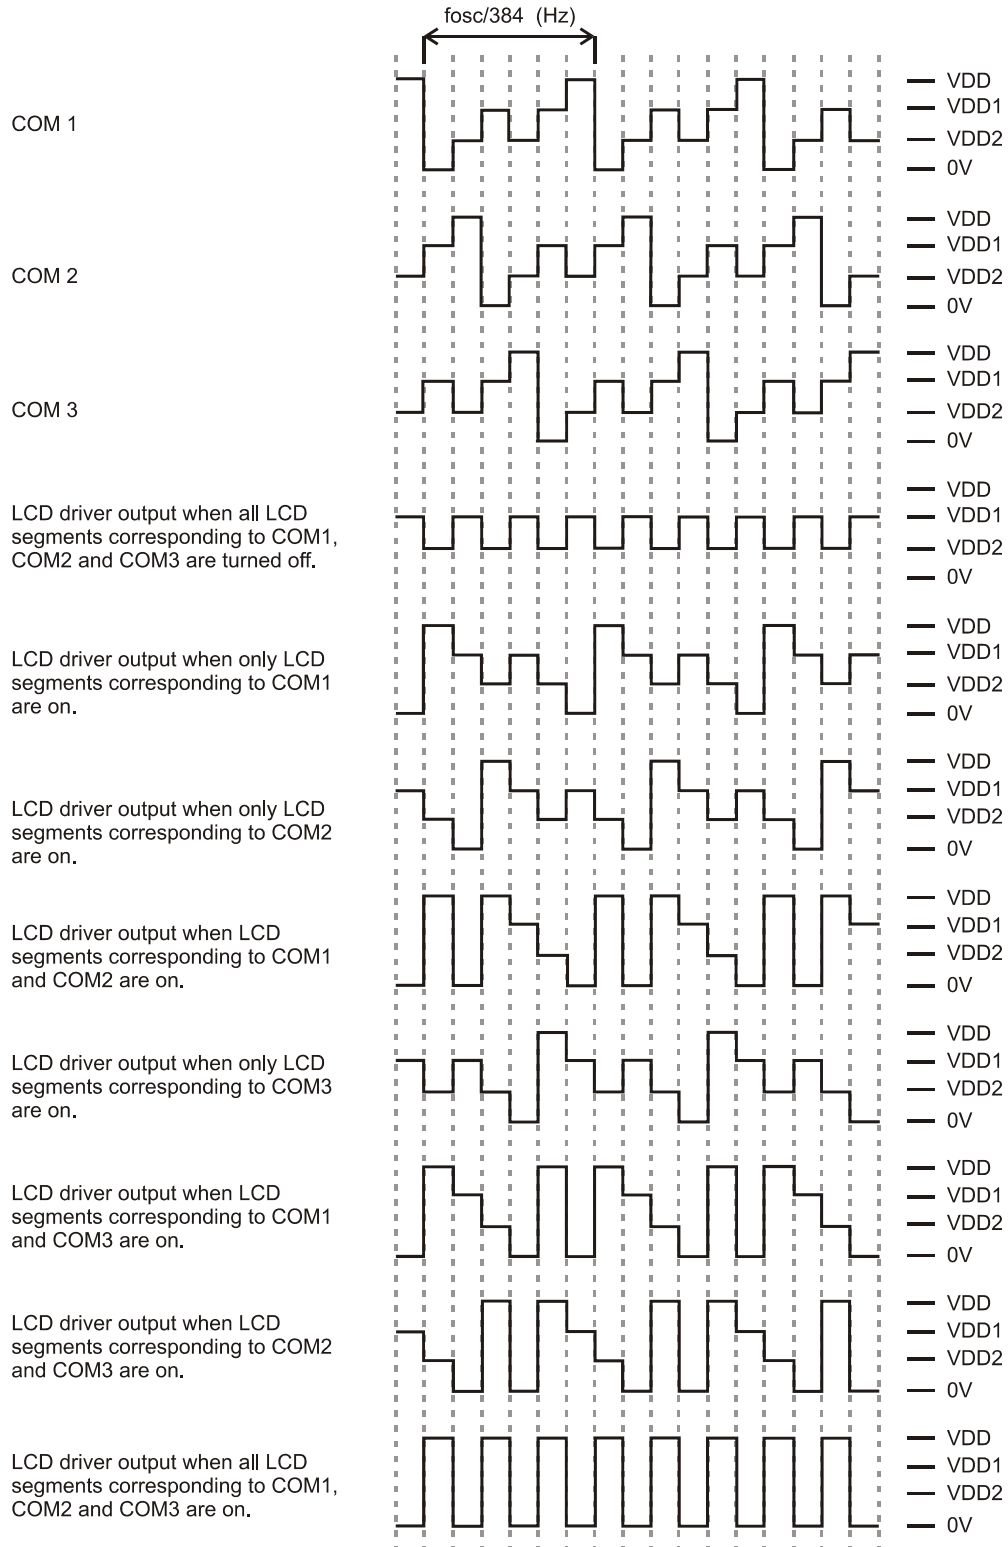 fosc/384 (Hz)
COM 1
VDD
VDD1
VDD2
0V
COM 2
VDD
VDD1
VDD2
0V
COM 3
VDD
VDD1
VDD2
0V
LCD driver output when all LCD
segments corresponding to COM1,
COM2 and COM3 are turned off.
VDD
VDD1
VDD2
0V
LCD driver output when only LCD
segments corresponding to COM1
are on.
VDD
VDD1
VDD2
0V
LCD driver output when only LCD
segments corresponding to COM2
are on.
VDD
VDD1
VDD2
0V
LCD driver output when LCD
segments corresponding to COM1
and COM2 are on.
VDD
VDD1
VDD2
0V
LCD driver output when only LCD
segments corresponding to COM3
are on.
VDD
VDD1
VDD2
0V
LCD driver output when LCD
segments corresponding to COM1
and COM3 are on.
VDD
VDD1
VDD2
0V
LCD driver output when LCD
segments corresponding to COM2
and COM3 are on.
VDD
VDD1
VDD2
0V
LCD driver output when all LCD
segments corresponding to COM1,
COM2 and COM3 are on.
VDD
VDD1
VDD2
0V